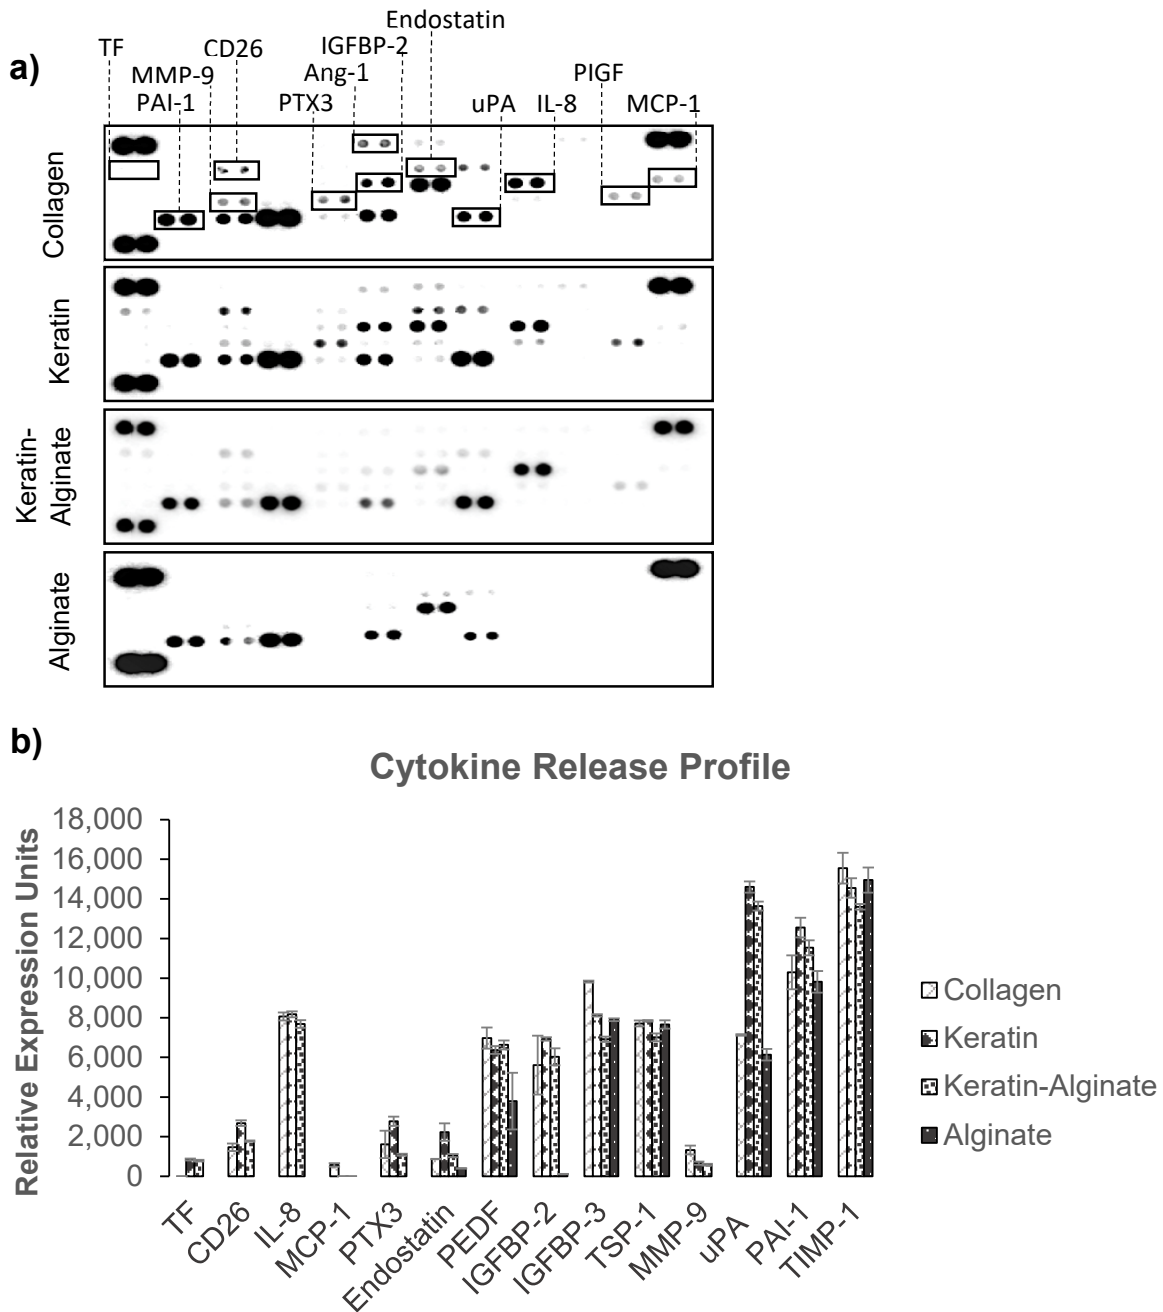 a)
Endostatin
TF
CD26
IGFBP-2
MMP-9
Ang-1
PIGF
PAI-1
PTX3
uPA
IL-8
MCP-1
Collagen
Keratin
Keratin-
Alginate
Alginate
b)
Cytokine Release Profile
Relative Expression Units
18,000
16,000
14,000
12,000
10,000
8,000
6,000
4,000
2,000
0
TF
CD26
IL-8
MCP-1
PTX3
Endostatin
PEDF
IGFBP-2
IGFBP-3
TSP-1
MMP-9
uPA
PAI-1
TIMP-1
Collagen
Keratin
Keratin-Alginate
Alginate